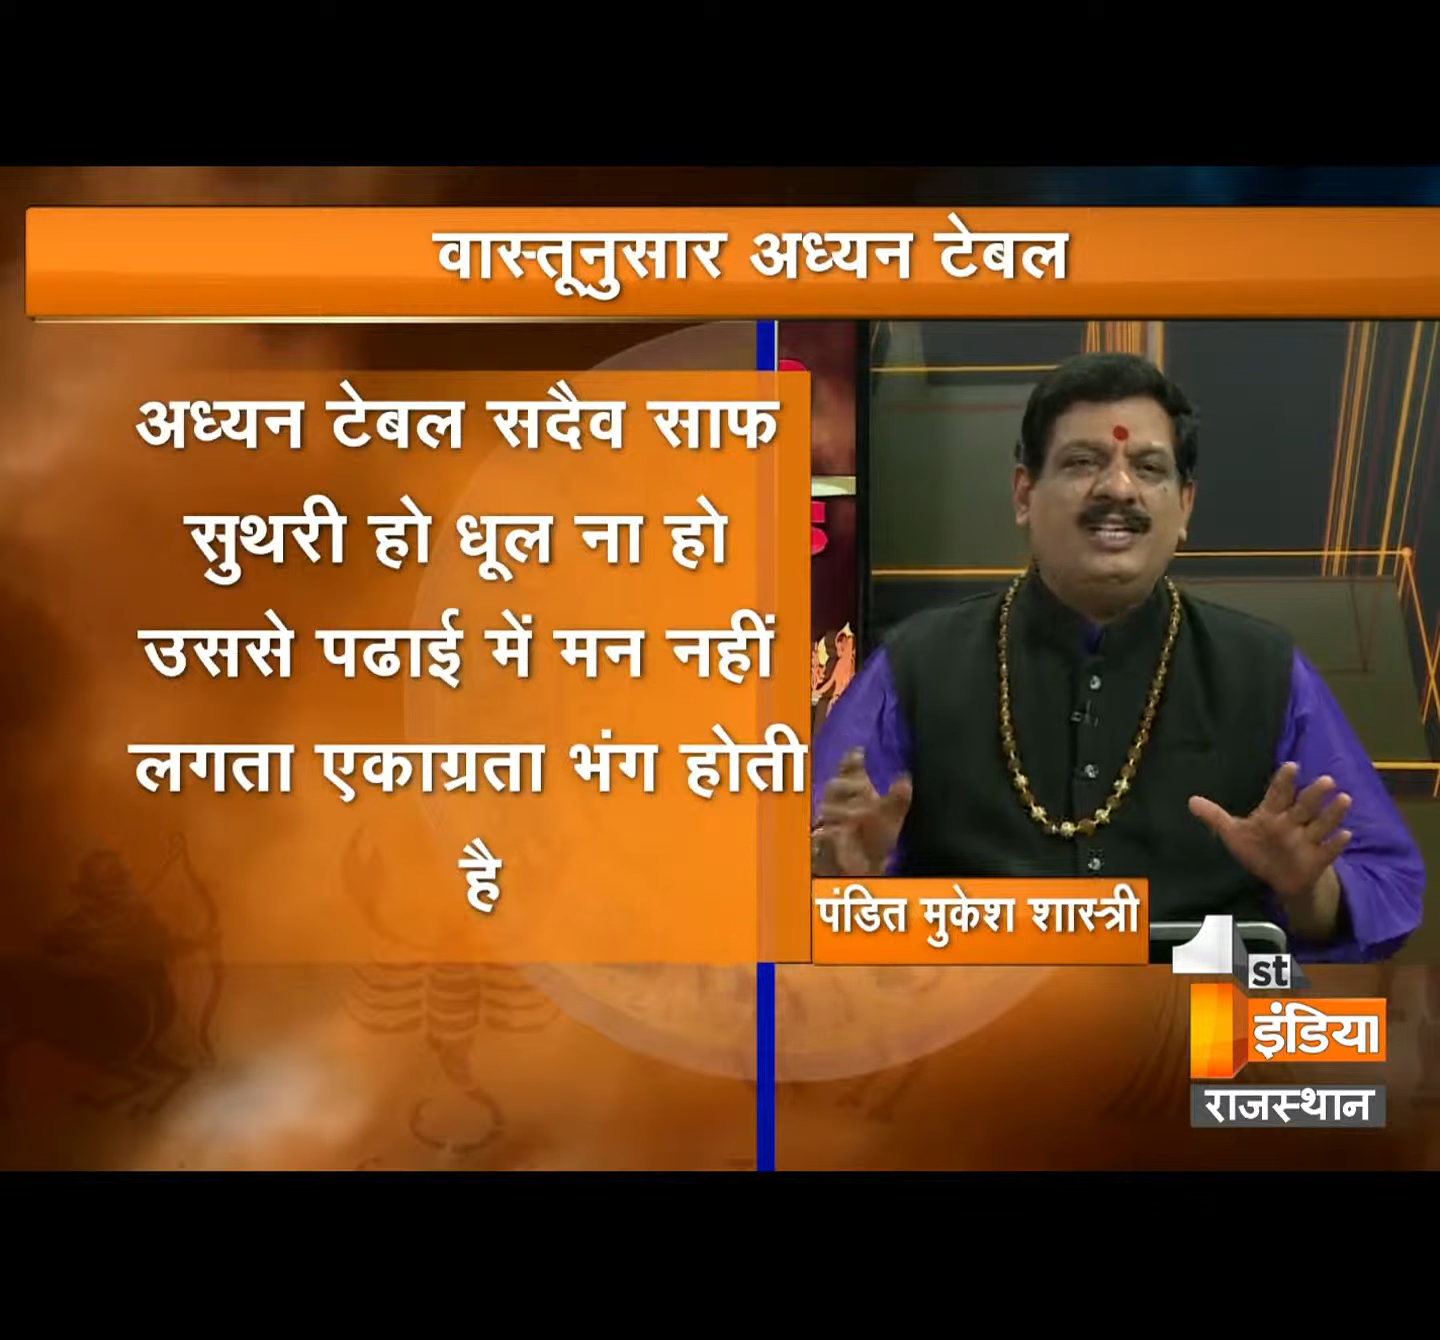 वास्तूनुसार अध्यन टेबल
अध्यन टेबल सदैव साफ
सुथरी हो धूल ना हो
उससे पढाई में मन नहीं
लगता एकाग्रता भंग होती
है
पंडित मुकेश शास्त्री
1st
इंडिया
राजस्थान